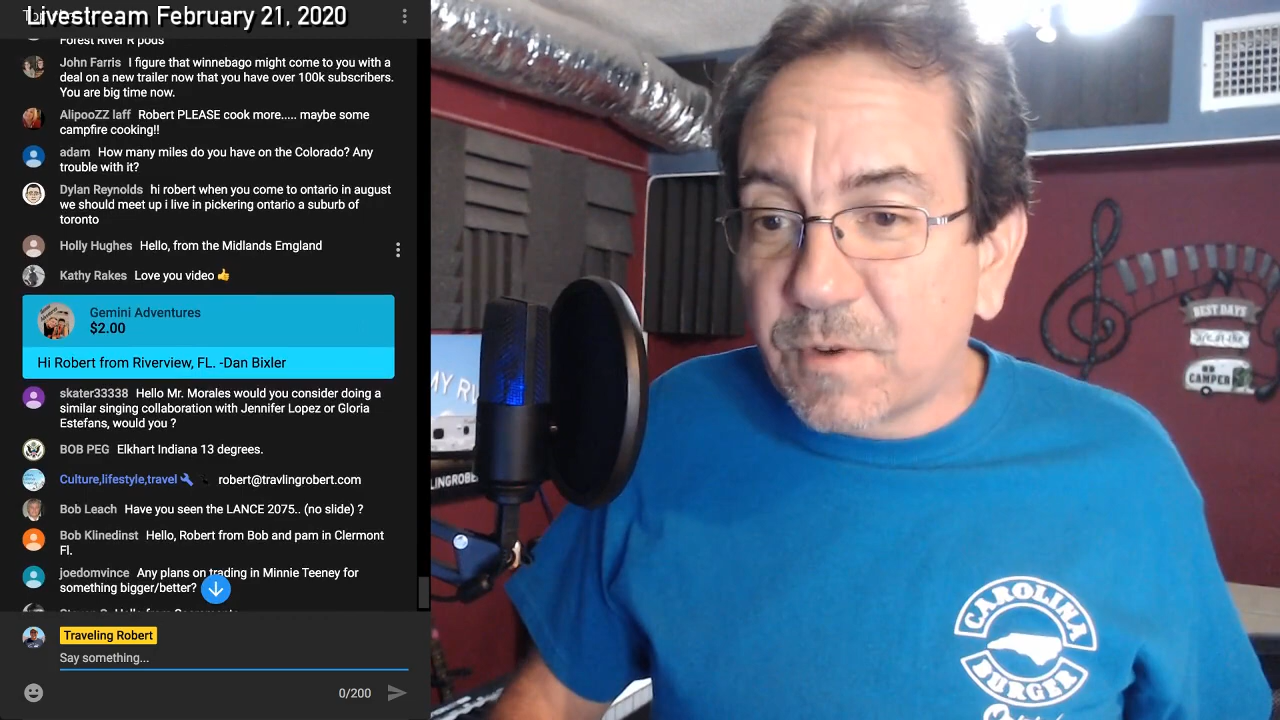 Livestream February 21, 2020
Forest River R pods
John Farris I figure that winnebago might come to you with a
deal on a new trailer now that you have over 100k subscribers.
You are big time now.
AlipooZZ laff Robert PLEASE cook more..... maybe some
campfire cooking!!
adam How many miles do you have on the Colorado? Any
trouble with it?
Dylan Reynolds hi robert when you come to ontario in august
we should meet up i live in pickering ontario a suburb of
toronto
Holly Hughes Hello, from the Midlands Emgland
Kathy Rakes Love you video 👍
Gemini Adventures
$2.00
Hi Robert from Riverview, FL. -Dan Bixler
skater33338 Hello Mr. Morales would you consider doing a
similar singing collaboration with Jennifer Lopez or Gloria
Estefans, would you ?
BOB PEG Elkhart Indiana 13 degrees.
Culture,lifestyle,travel robert@travlingrobert.com
Bob Leach Have you seen the LANCE 2075.. (no slide) ?
Bob Klinedinst Hello, Robert from Bob and pam in Clermont
Fl.
joedomvince Any plans on trading in Minnie Teeney for
something bigger/better?
Traveling Robert
Say something...
0/200
MY RV
LINGROBE
BEST DAYS
CAMPER
CAROLINA
BURGER